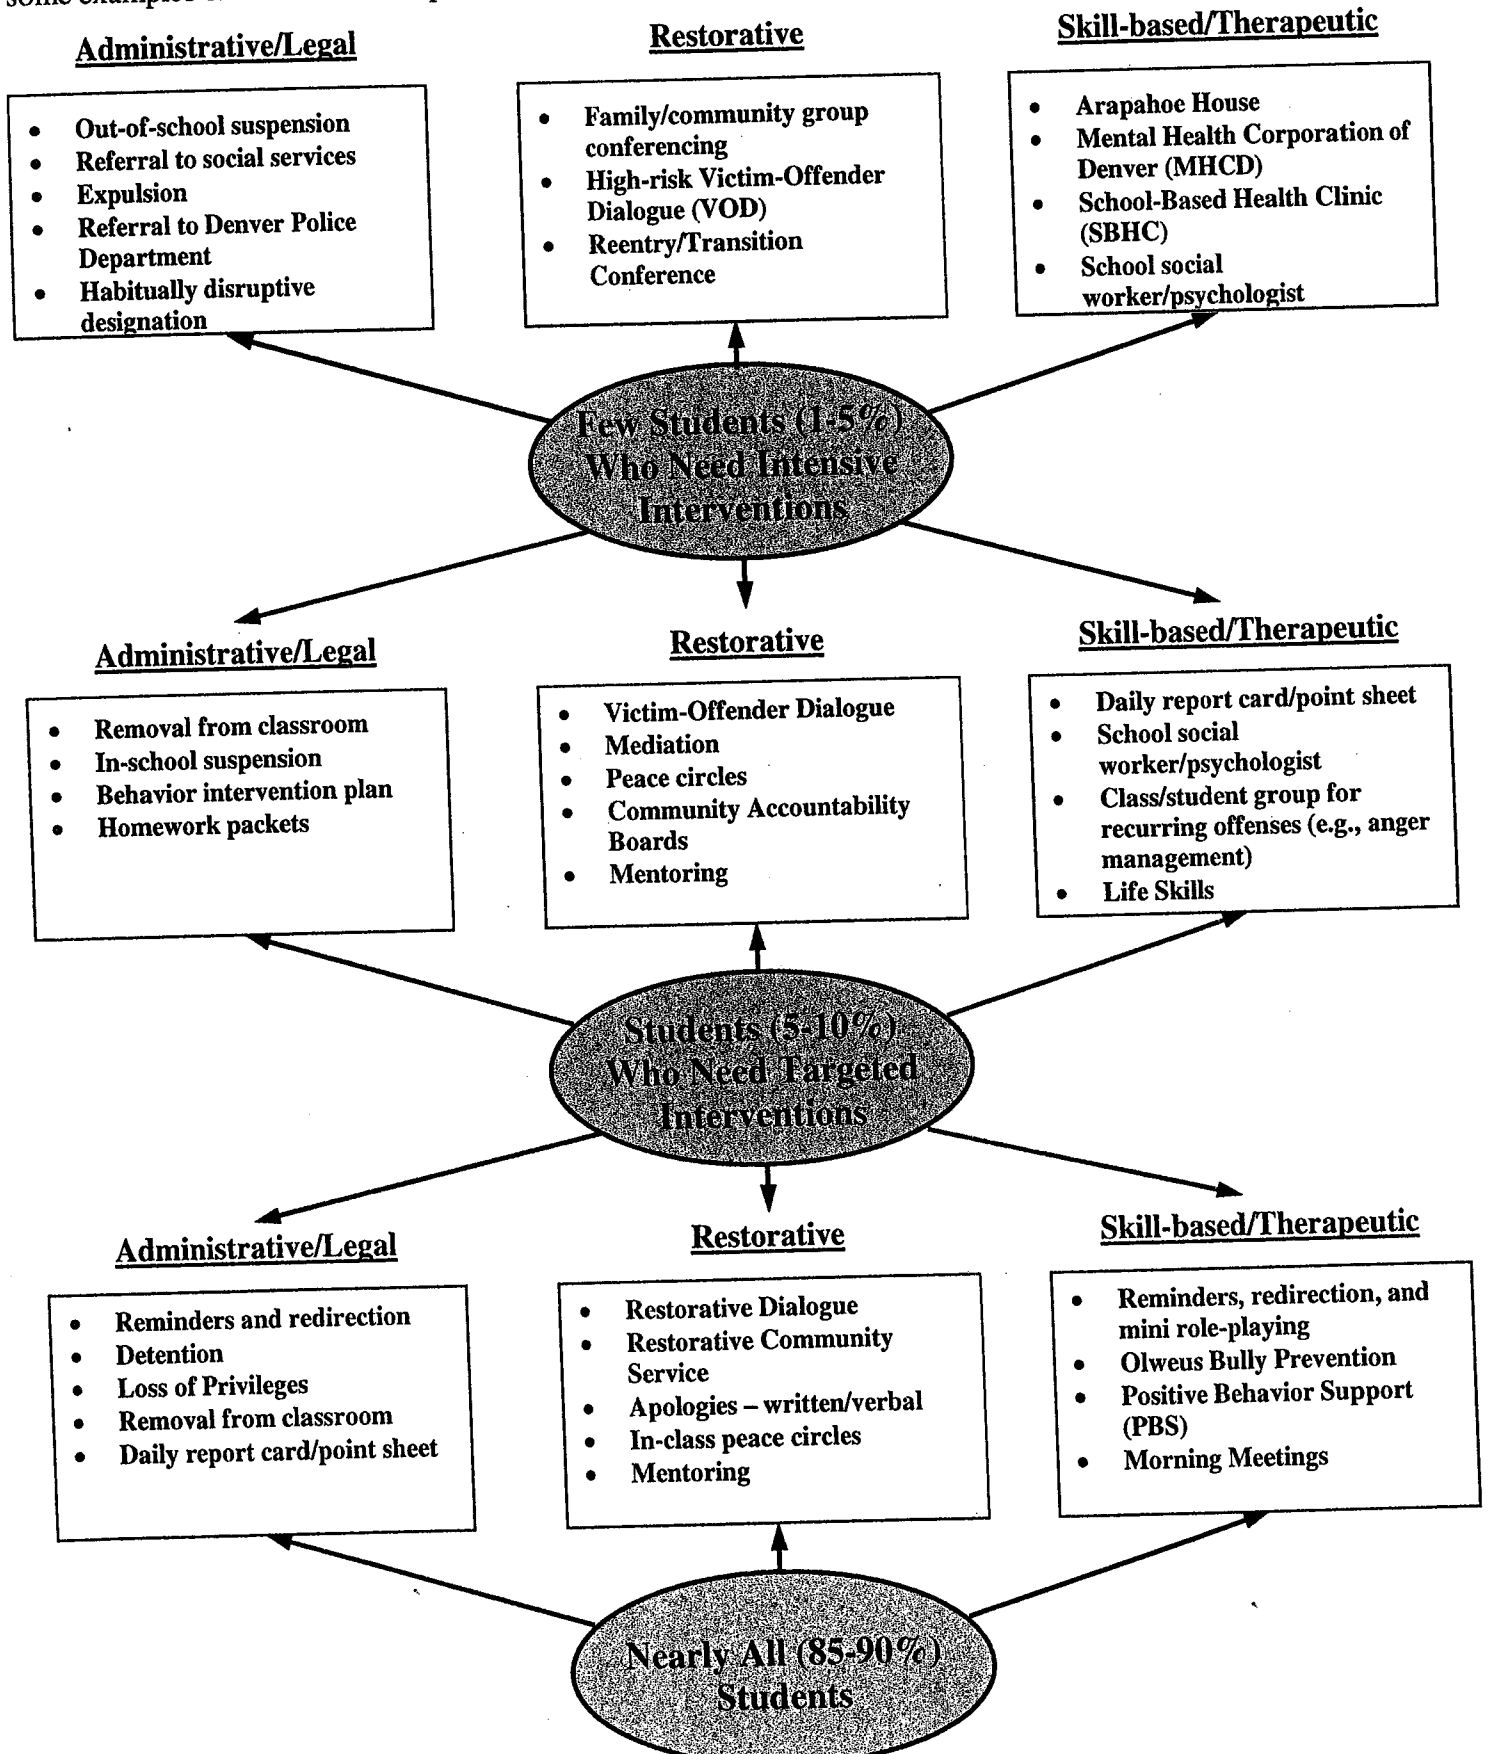 Administrative/Legal
Restorative
Skill-based/Therapeutic
• Out-of-school suspension
• Referral to social services
• Expulsion
• Referral to Denver Police
Department
• Habitually disruptive
designation
• Family/community group
conferencing
• High-risk Victim-Offender
Dialogue (VOD)
• Reentry/Transition
Conference
• Arapahoe House
• Mental Health Corporation of
Denver (MHCD)
• School-Based Health Clinic
(SBHC)
• School social
worker/psychologist
Few Students (1-5%)
Who Need Intensive
Interventions
Administrative/Legal
Restorative
Skill-based/Therapeutic
• Removal from classroom
• In-school suspension
• Behavior intervention plan
• Homework packets
• Victim-Offender Dialogue
• Mediation
• Peace circles
• Community Accountability
Boards
• Mentoring
• Daily report card/point sheet
• School social
worker/psychologist
• Class/student group for
recurring offenses (e.g., anger
management)
• Life Skills
Students (5-10%)
Who Need Targeted
Interventions
Administrative/Legal
Restorative
Skill-based/Therapeutic
• Reminders and redirection
• Detention
• Loss of Privileges
• Removal from classroom
• Daily report card/point sheet
• Restorative Dialogue
• Restorative Community
Service
• Apologies – written/verbal
• In-class peace circles
• Mentoring
• Reminders, redirection, and
mini role-playing
• Olweus Bully Prevention
• Positive Behavior Support
(PBS)
• Morning Meetings
Nearly All (85-90%)
Students